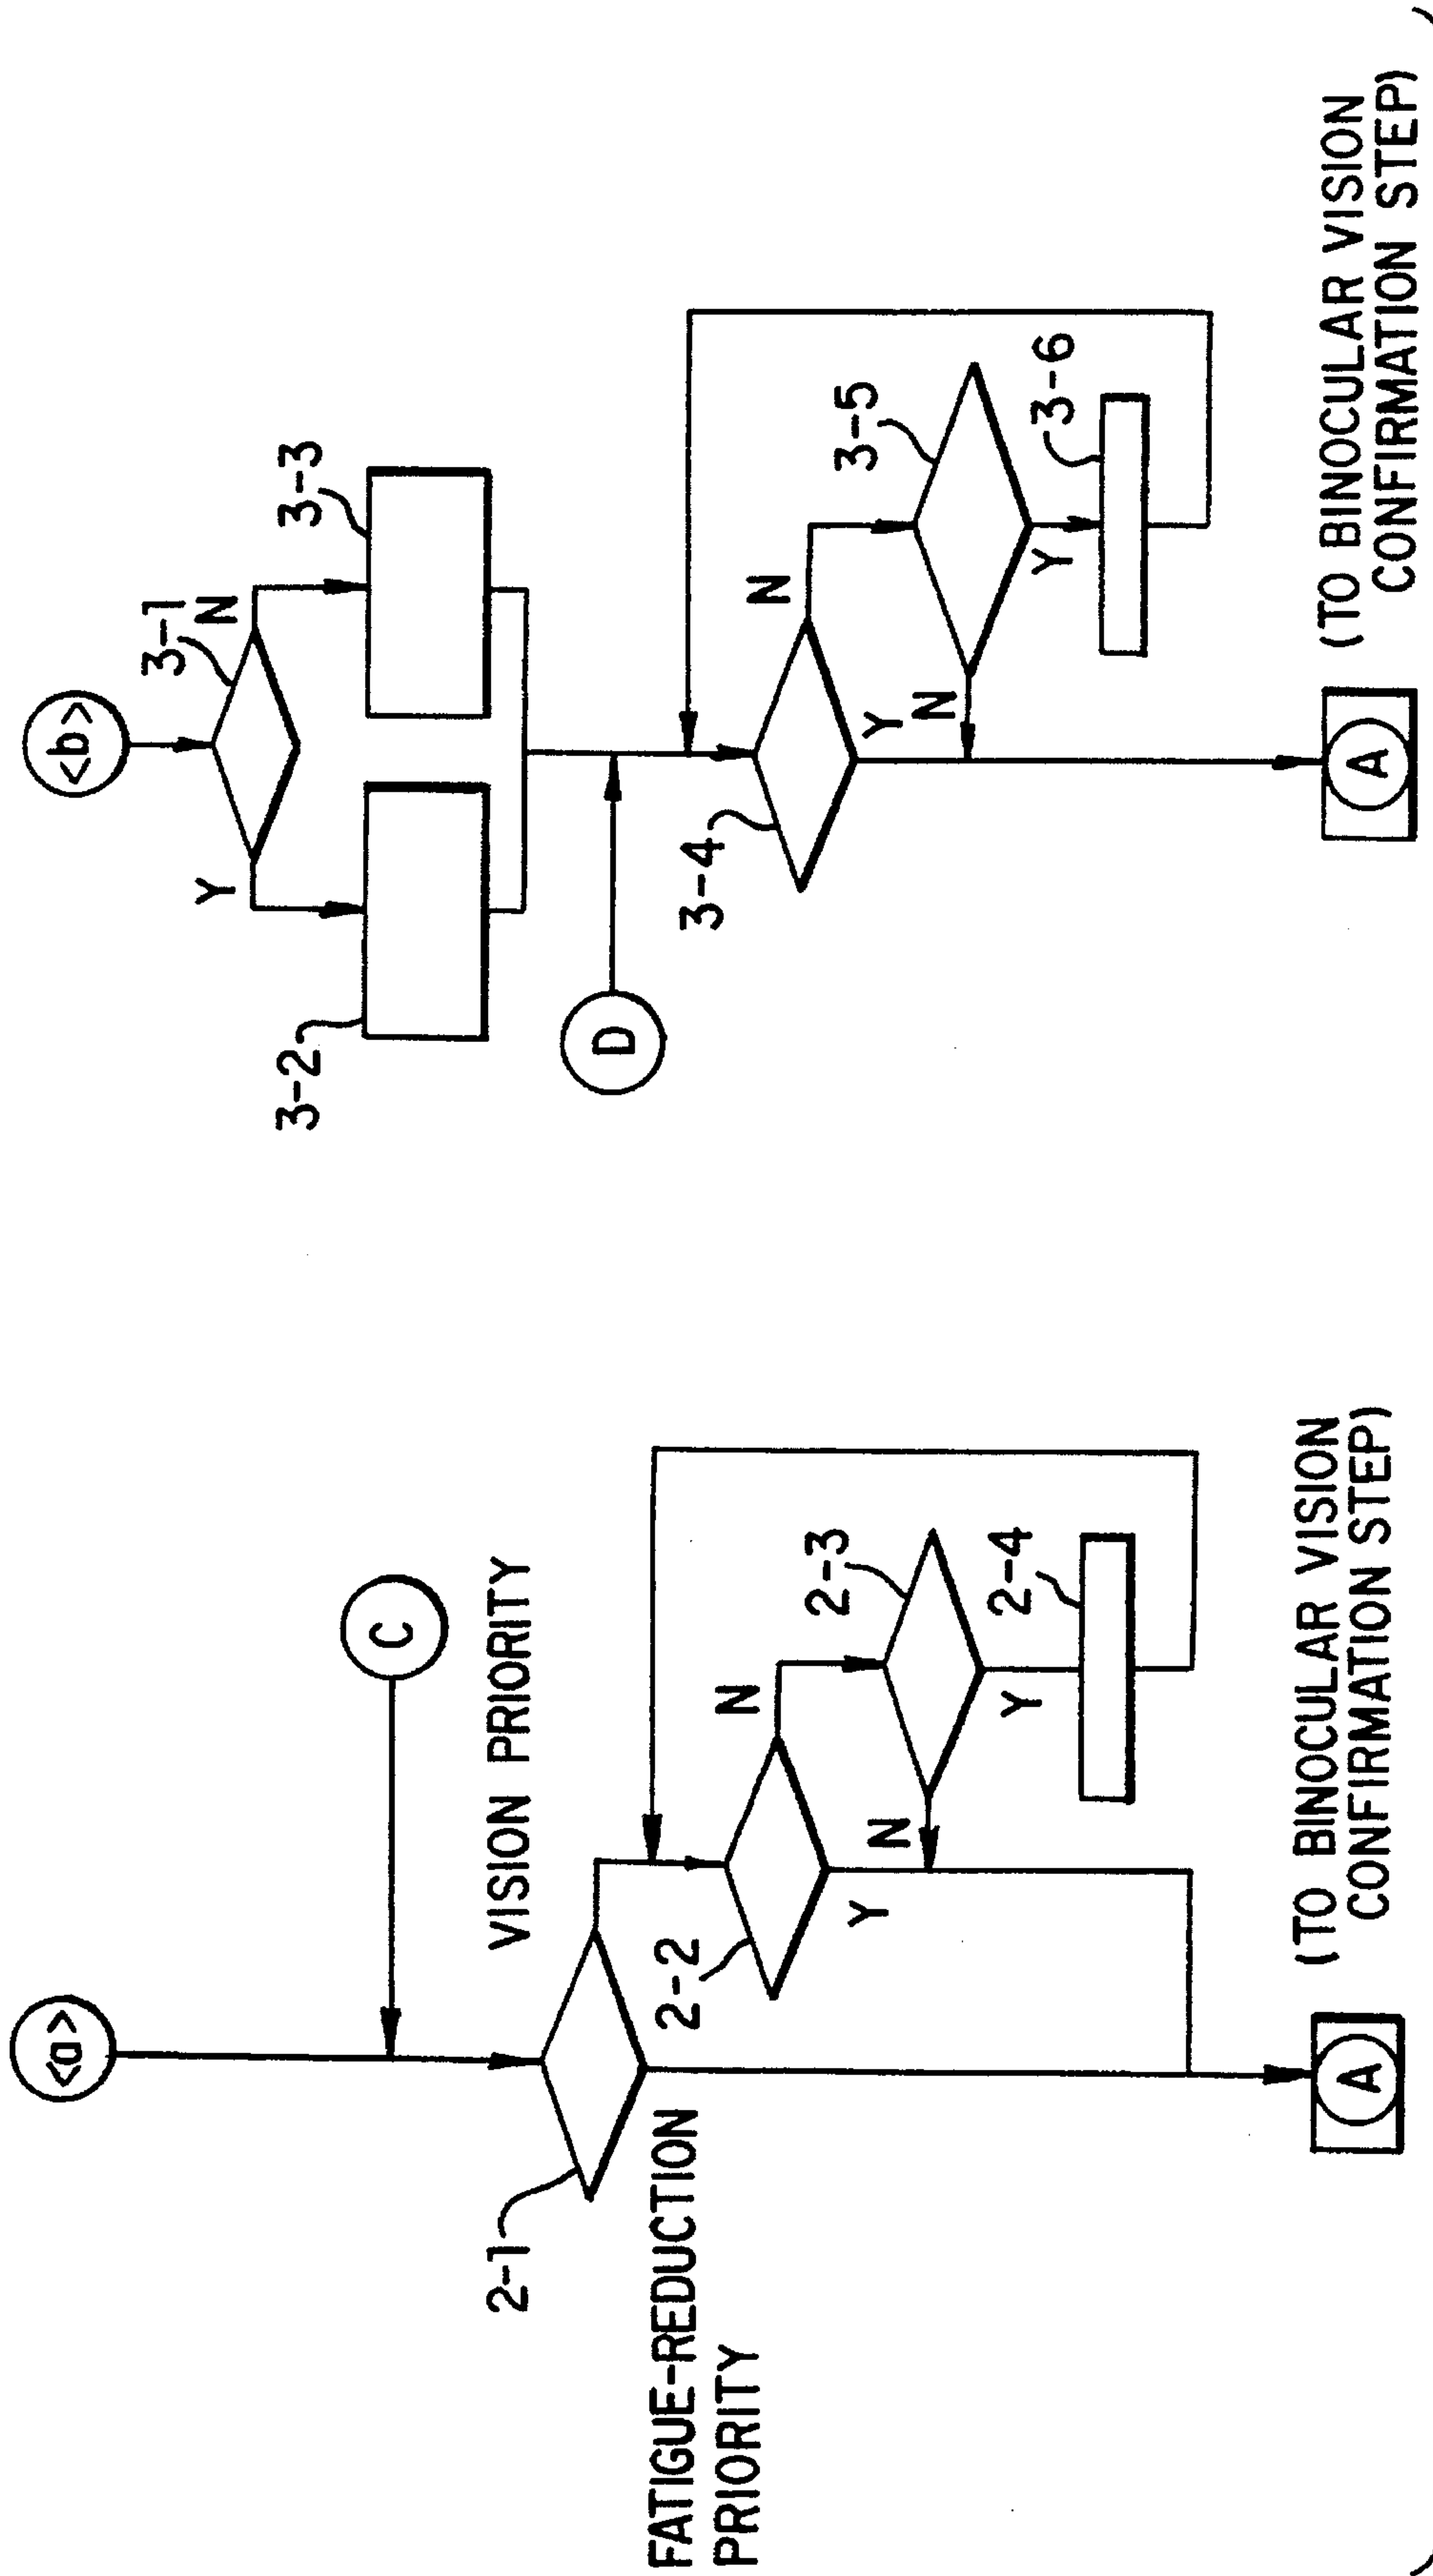 <a>
C
VISION PRIORITY
2-1
FATIGUE-REDUCTION
PRIORITY
2-2
N
Y
2-3
N
Y
2-4
A
(TO BINOCULAR VISION
CONFIRMATION STEP)
<b>
3-1
Y
N
3-2
3-3
D
3-4
N
Y
3-5
N
Y
3-6
A
(TO BINOCULAR VISION
CONFIRMATION STEP)